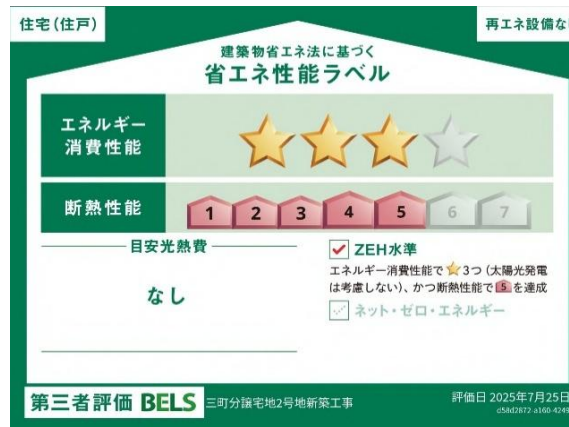 住宅(住戸)
再エネ設備な
建築物省エネ法に基づく
省エネ性能ラベル
エネルギー
消費性能
断熱性能
1 2 3 4 5 6 7
目安光熱費
なし
ZEH水準
エネルギー消費性能で⭐3つ(太陽光発電
は考慮しない)、かつ断熱性能で5を達成
ネット・ゼロ・エネルギー
第三者評価 BELS 三町分譲宅地2号地新築工事
評価日 2025年7月25日
d58d2872-a160-4249